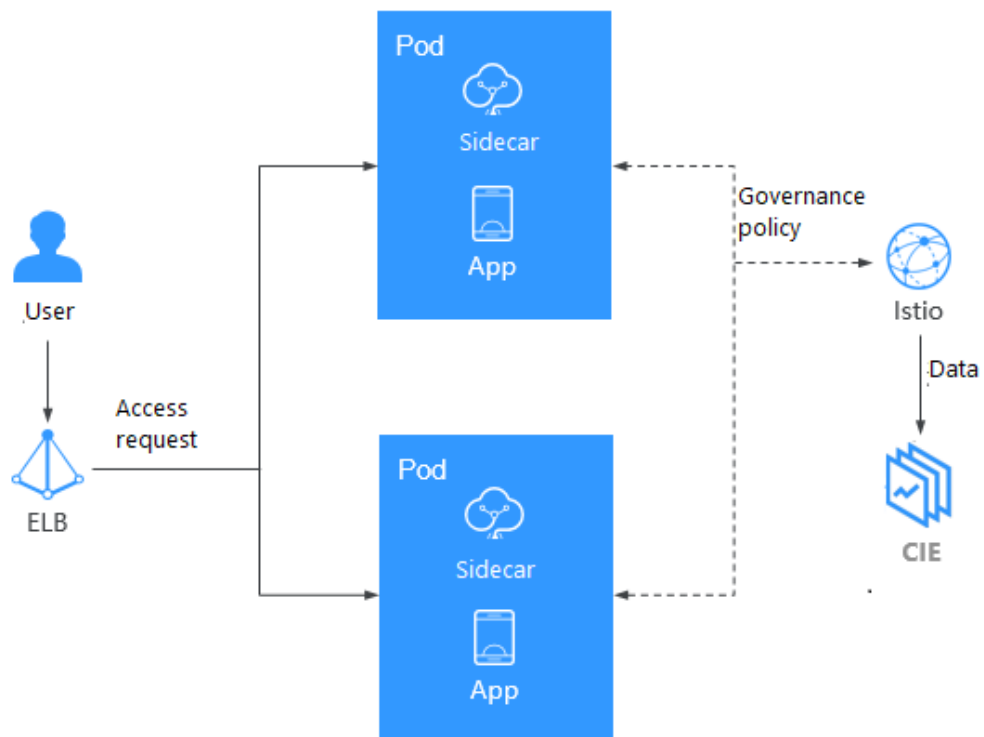 Pod
Sidecar
App
User
Access
request
ELB
Governance
policy
Istio
Data
CIE
Pod
Sidecar
App